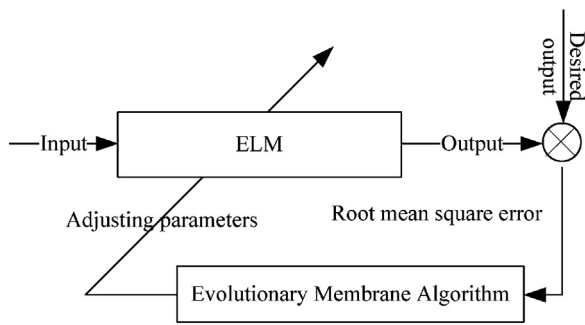 Desired
output
Input
ELM
Output
Adjusting parameters
Root mean square error
Evolutionary Membrane Algorithm